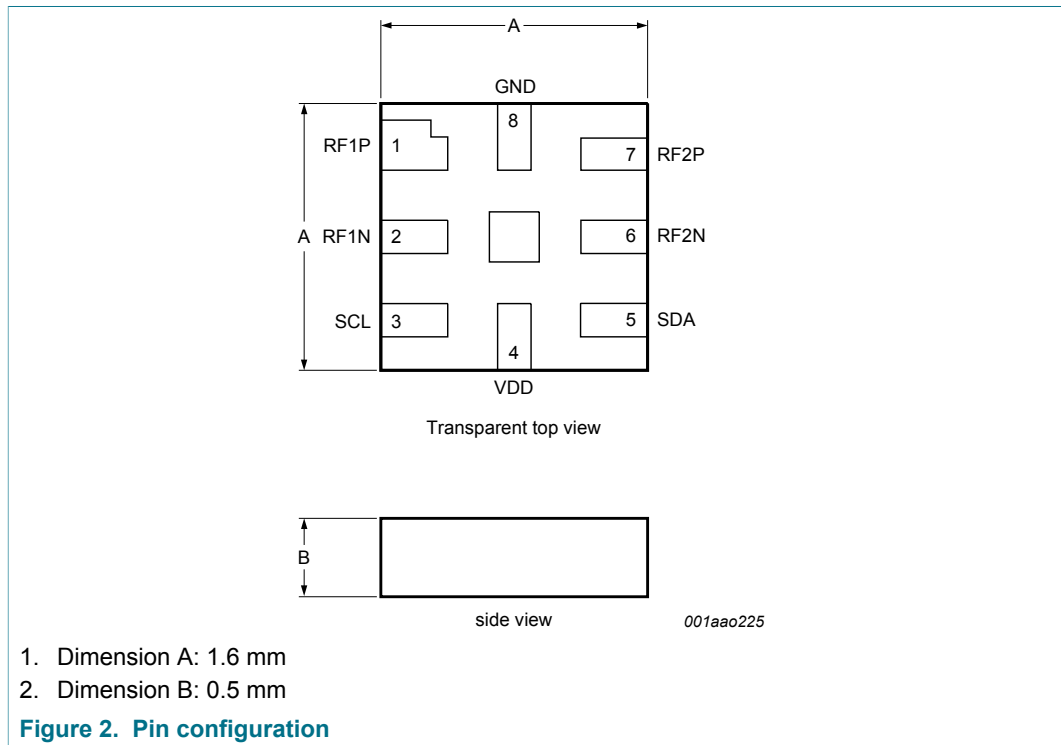 A
GND
8
RF1P 1
7 RF2P
A RF1N 2
6 RF2N
SCL 3
5 SDA
4
VDD
Transparent top view
B
side view
001aao225
1. Dimension A: 1.6 mm
2. Dimension B: 0.5 mm
Figure 2. Pin configuration